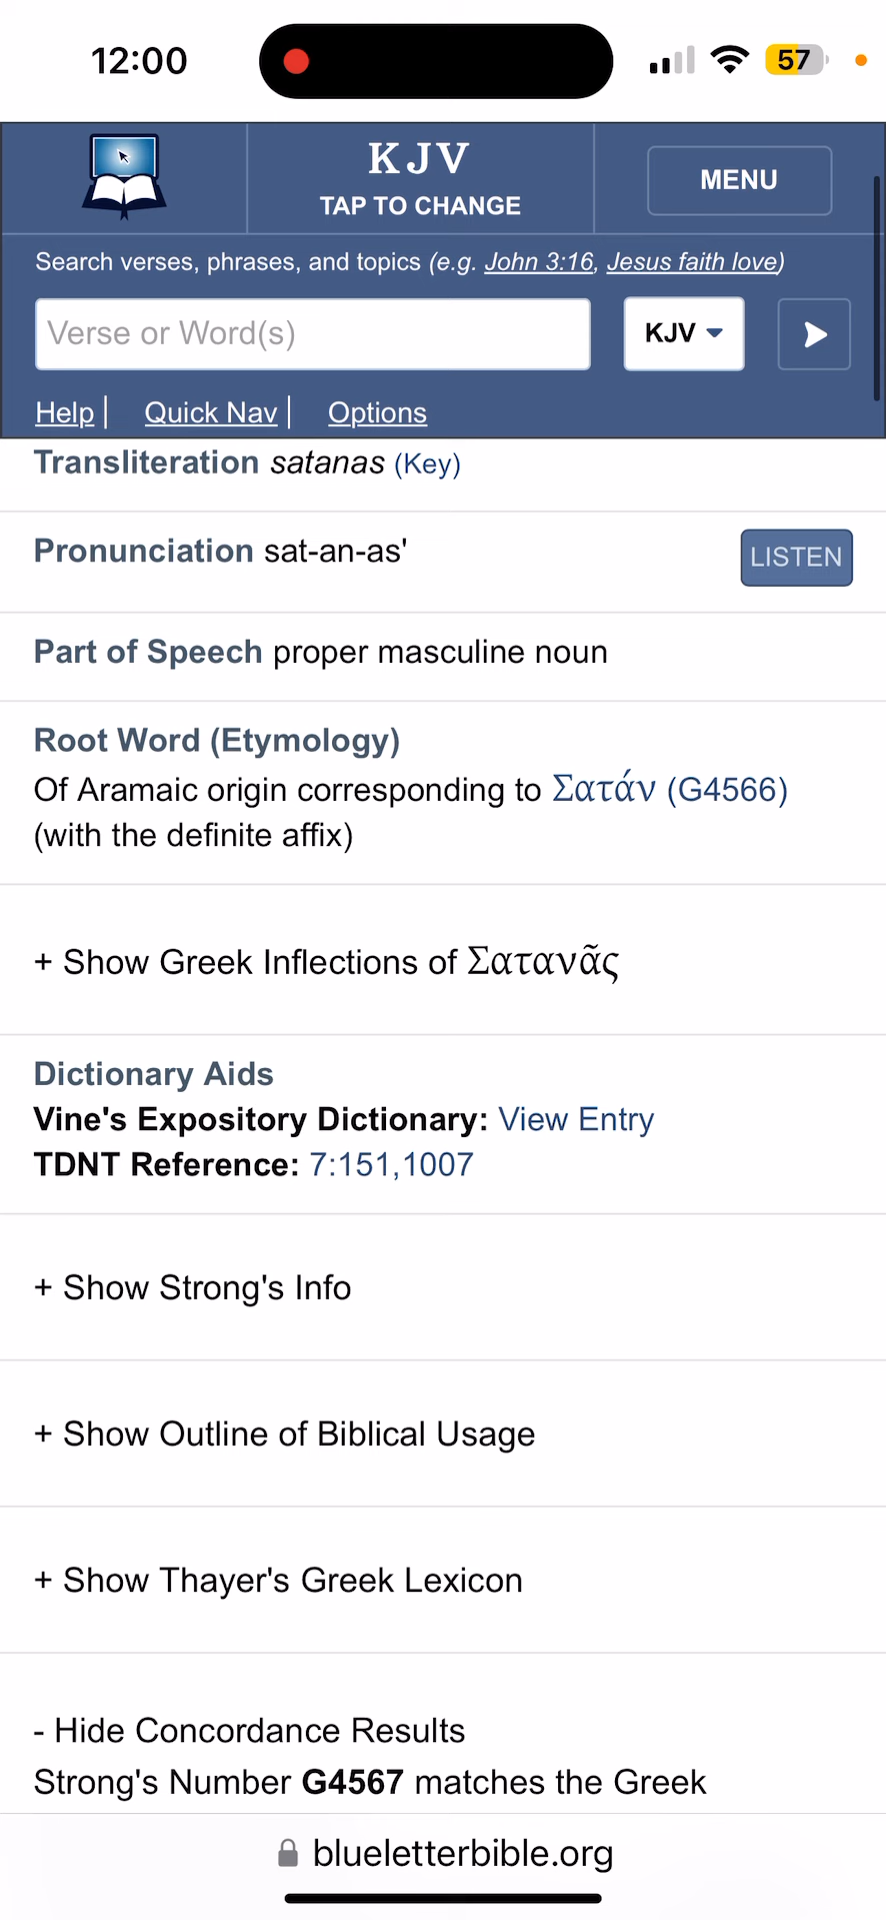 12:00
57
KJV
TAP TO CHANGE
MENU
Search verses, phrases, and topics (e.g. John 3:16, Jesus faith love)
Verse or Word(s)
KJV
Help | Quick Nav | Options
Transliteration satanas (Key)
Pronunciation sat-an-as'
LISTEN
Part of Speech proper masculine noun
Root Word (Etymology)
Of Aramaic origin corresponding to Σατάν (G4566)
(with the definite affix)
+ Show Greek Inflections of Σατανᾶς
Dictionary Aids
Vine's Expository Dictionary: View Entry
TDNT Reference: 7:151,1007
+ Show Strong's Info
+ Show Outline of Biblical Usage
+ Show Thayer's Greek Lexicon
- Hide Concordance Results
Strong's Number G4567 matches the Greek
blueletterbible.org